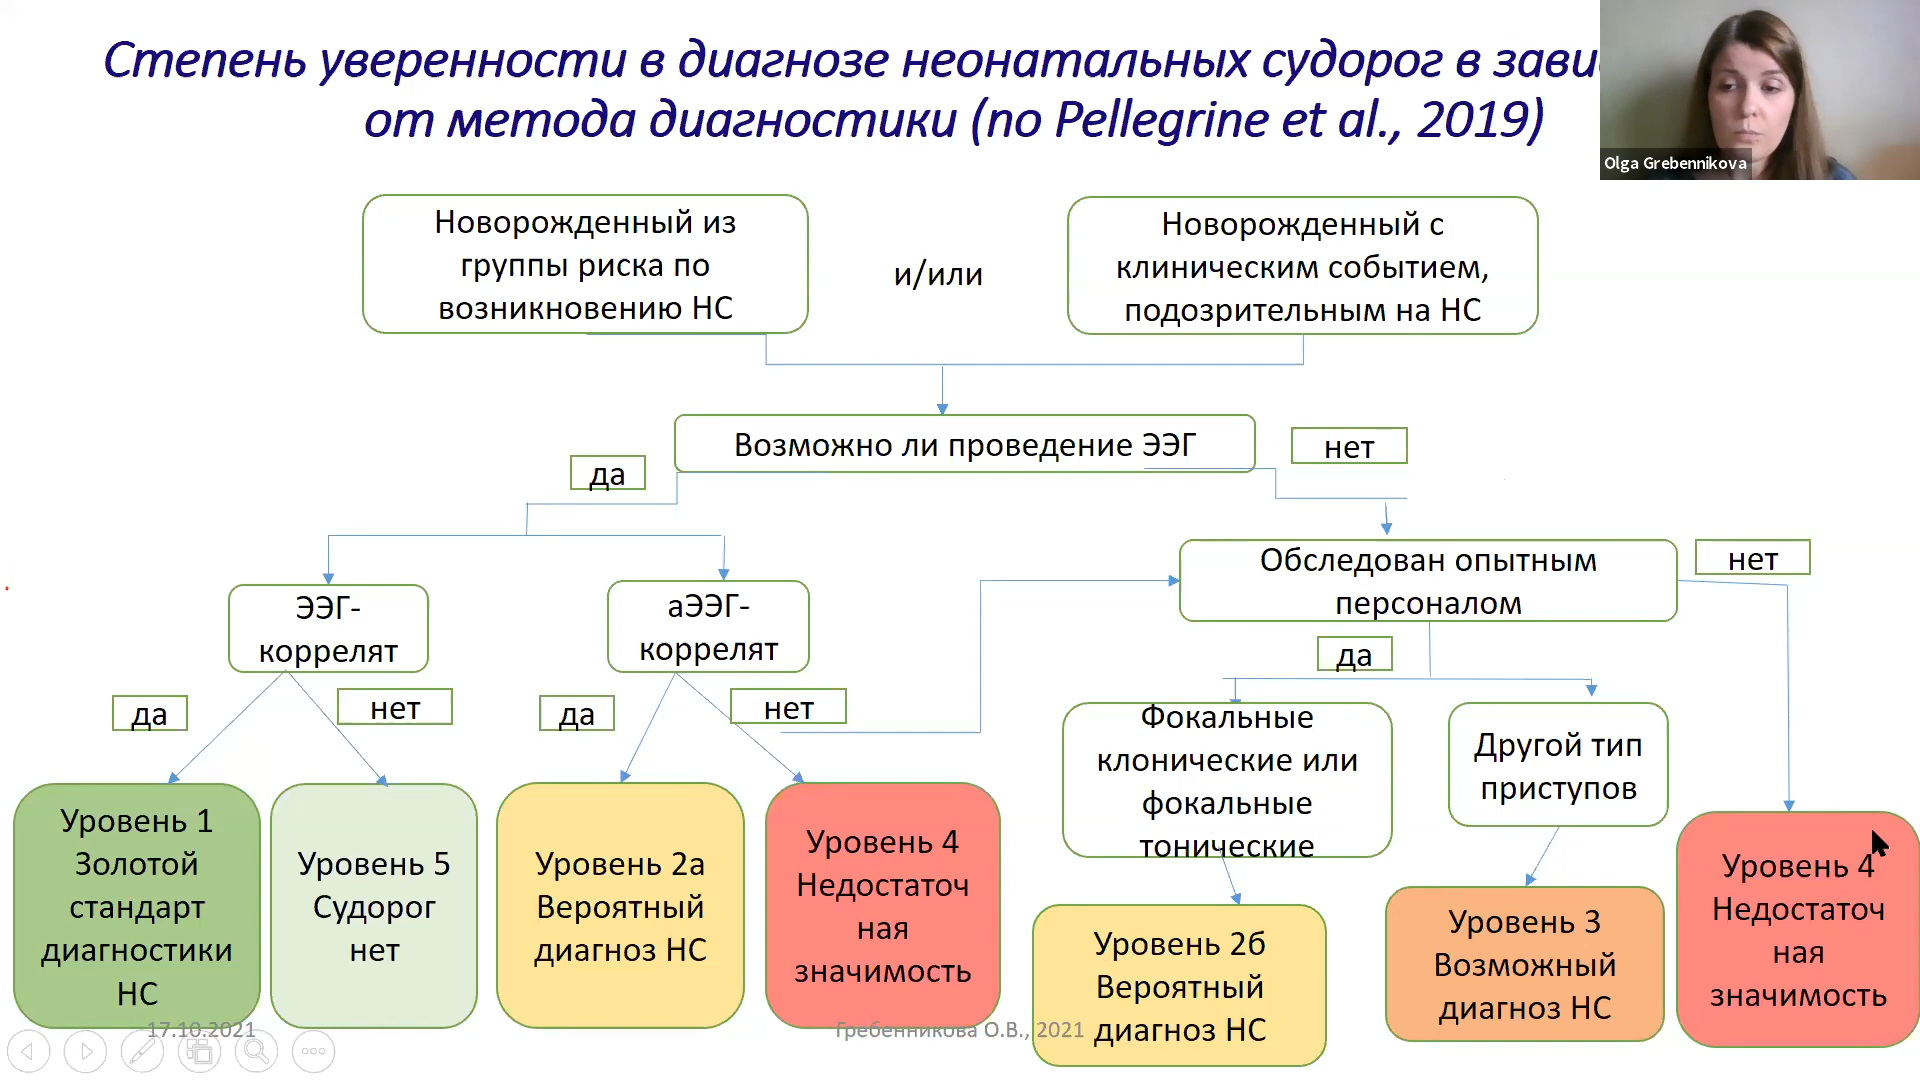 Степень уверенности в диагнозе неонатальных судорог в
от метода диагностики (по Pellegrine et al., 2019)
Olga Grebennikova
Новорожденный из
группы риска по
возникновению НС
и/или
Новорожденный с
клиническим событием,
подозрительным на НС
Возможно ли проведение ЭЭГ
да
нет
ЭЭГ-
коррелят
аЭЭГ-
коррелят
Обследован опытным
персоналом
нет
да
да
нет
да
нет
Фокальные
клонические или
фокальные
тонические
Другой тип
приступов
Уровень 1
Золотой
стандарт
диагностики
НС
Уровень 5
Судорог
нет
Уровень 2а
Вероятный
диагноз НС
Уровень 4
Недостаточ
ная
значимость
Уровень 2б
Вероятный
диагноз НС
Уровень 3
Возможный
диагноз НС
Уровень 4
Недостаточ
ная
значимость
17.10.2021
Гребенникова О.В., 2021